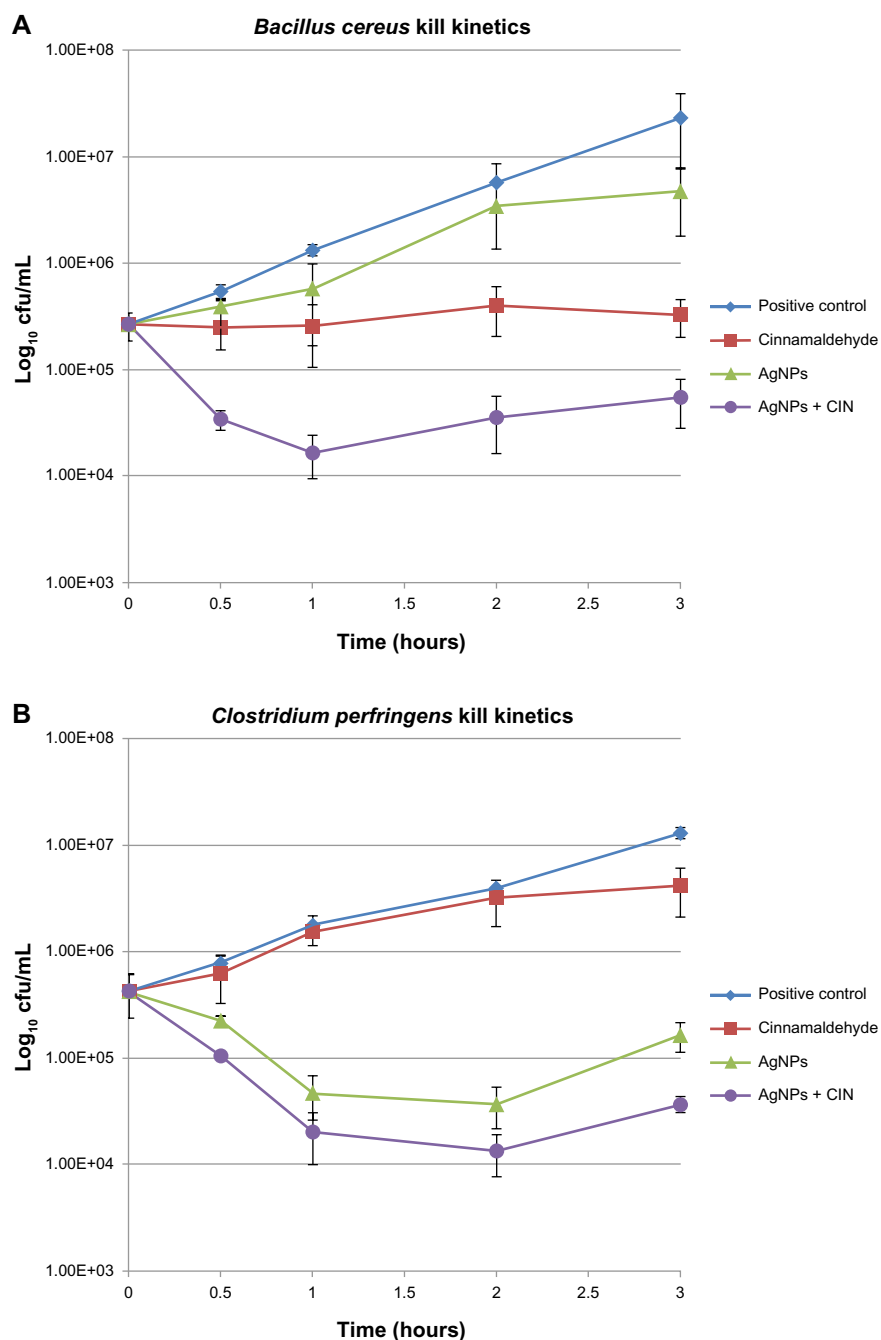 A
Bacillus cereus kill kinetics
1.00E+08
1.00E+07
1.00E+06
1.00E+05
1.00E+04
1.00E+03
Log10 cfu/mL
0 0.5 1 1.5 2 2.5 3
Time (hours)
Positive control
Cinnamaldehyde
AgNPs
AgNPs + CIN
B
Clostridium perfringens kill kinetics
1.00E+08
1.00E+07
1.00E+06
1.00E+05
1.00E+04
1.00E+03
Log10 cfu/mL
0 0.5 1 1.5 2 2.5 3
Time (hours)
Positive control
Cinnamaldehyde
AgNPs
AgNPs + CIN